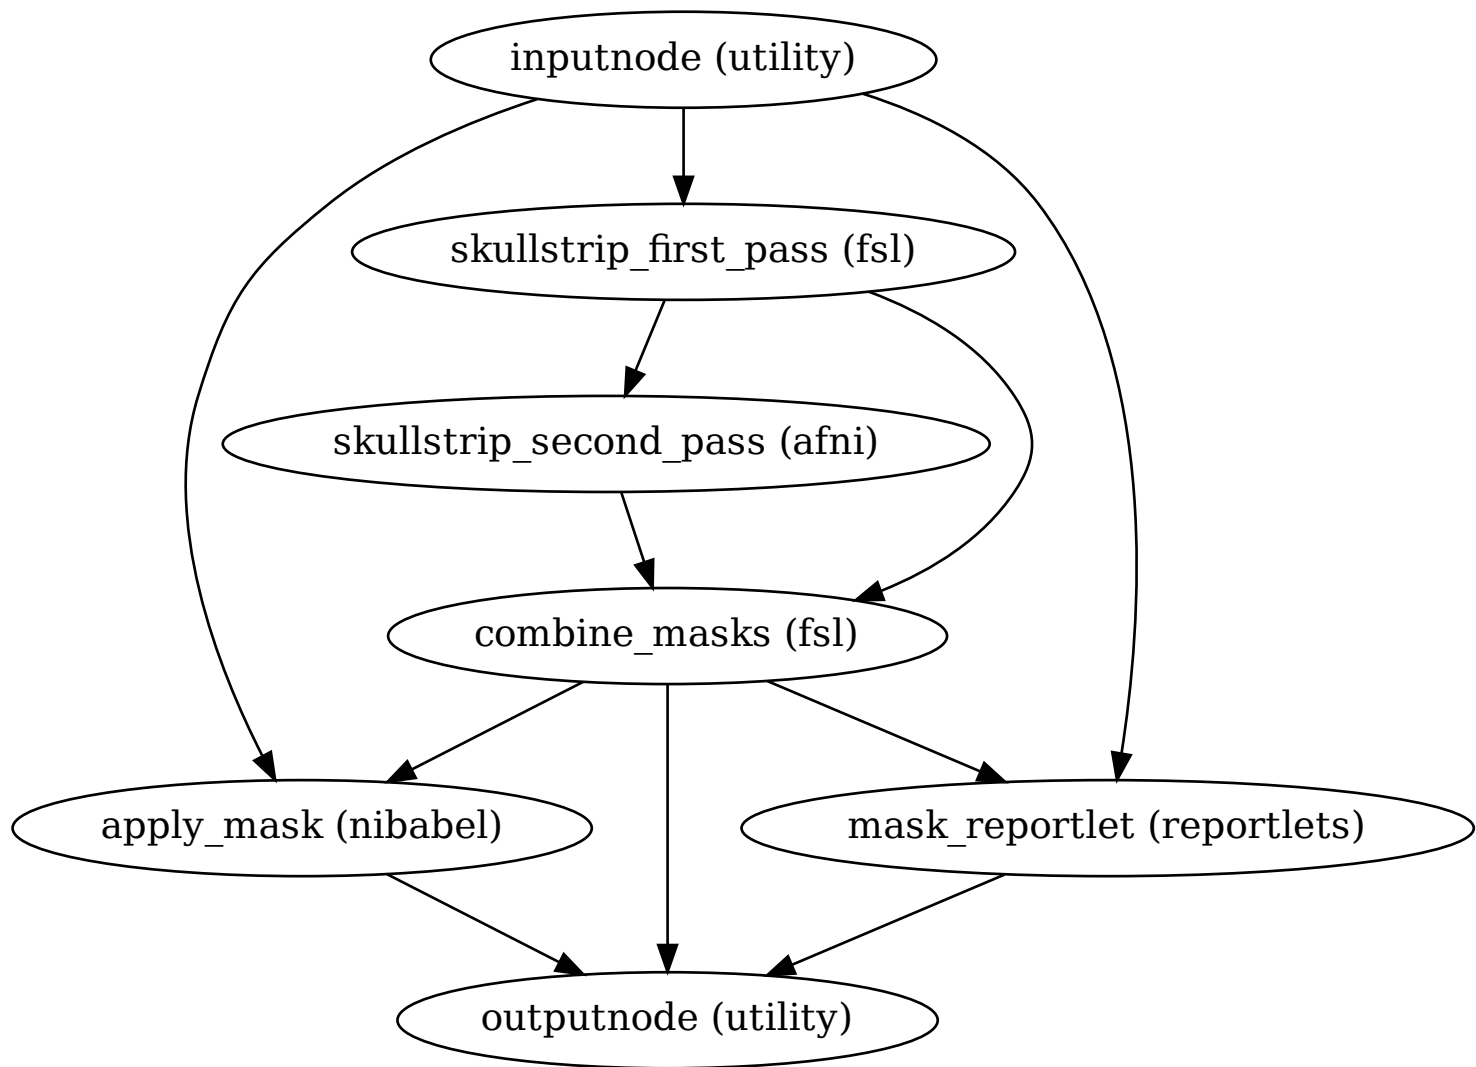 inputnode (utility)
skullstrip_first_pass (fsl)
skullstrip_second_pass (afni)
combine_masks (fsl)
apply_mask (nibabel)
mask_reportlet (reportlets)
outputnode (utility)